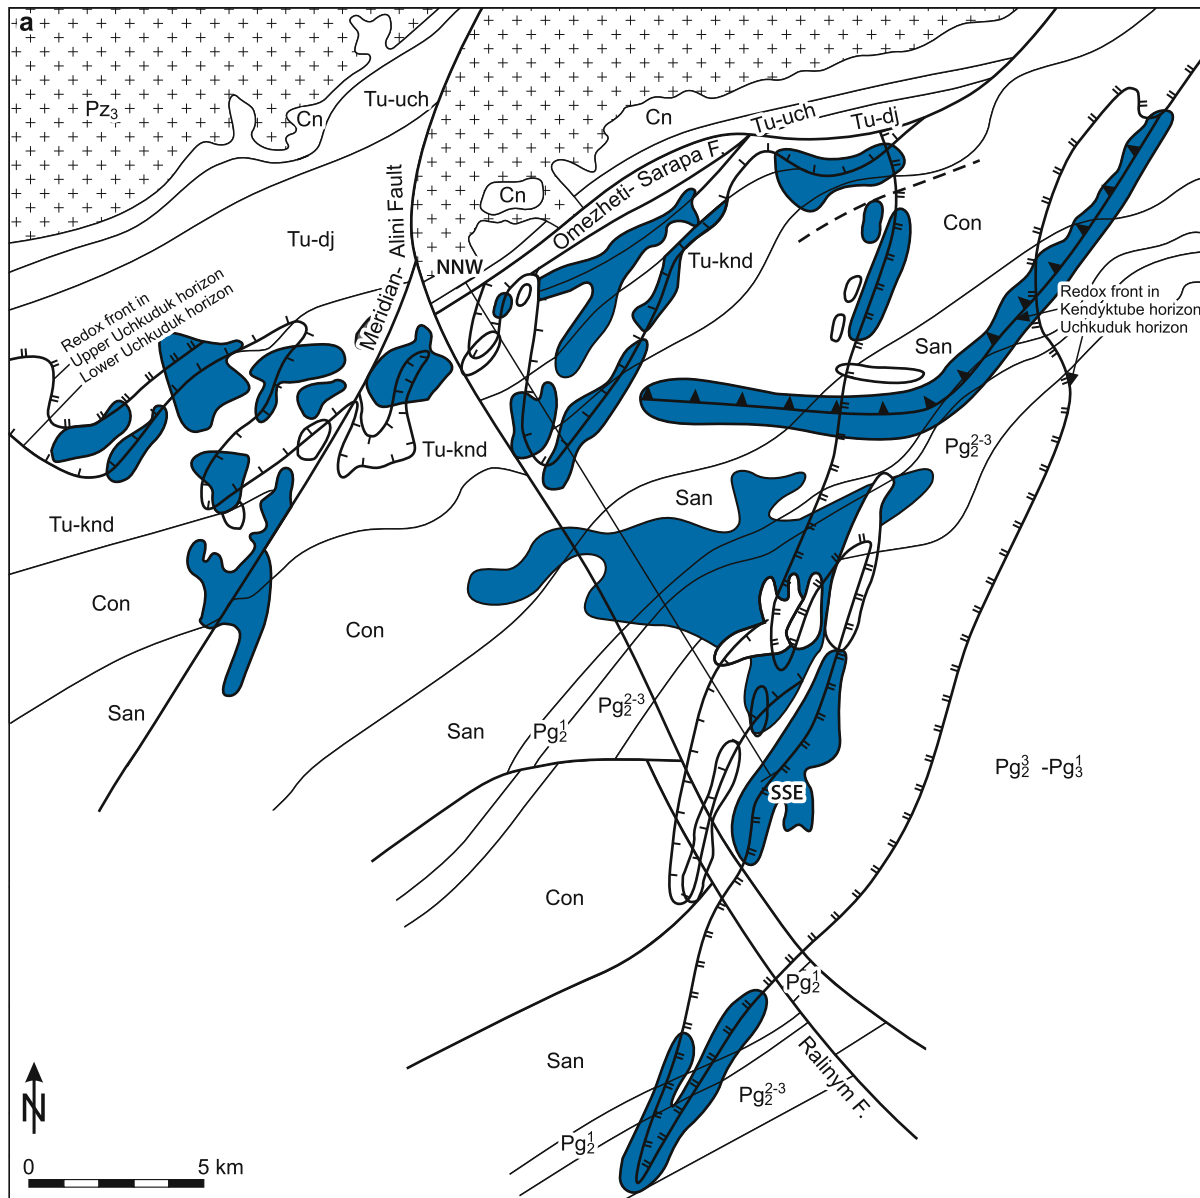 a
Pz3
Cn
Tu-uch
Cn
Tu-uch
Tu-dj
Cn
Omezheti- Sarapa F.
Meridian- Alini Fault
Tu-dj
NNW
Tu-knd
Con
Redox front in
Upper Uchkuduk horizon
Lower Uchkuduk horizon
Redox front in
Kendyktube horizon
Uchkuduk horizon
San
Tu-knd
Pg2 2-3
San
Tu-knd
Con
Con
San
San
Pg2 1
Pg2 2-3
SSE
Pg2 3 -Pg3 1
Con
Pg2 1
San
Ralinym F.
Pg2 2-3
Pg2 1
N
0 5 km